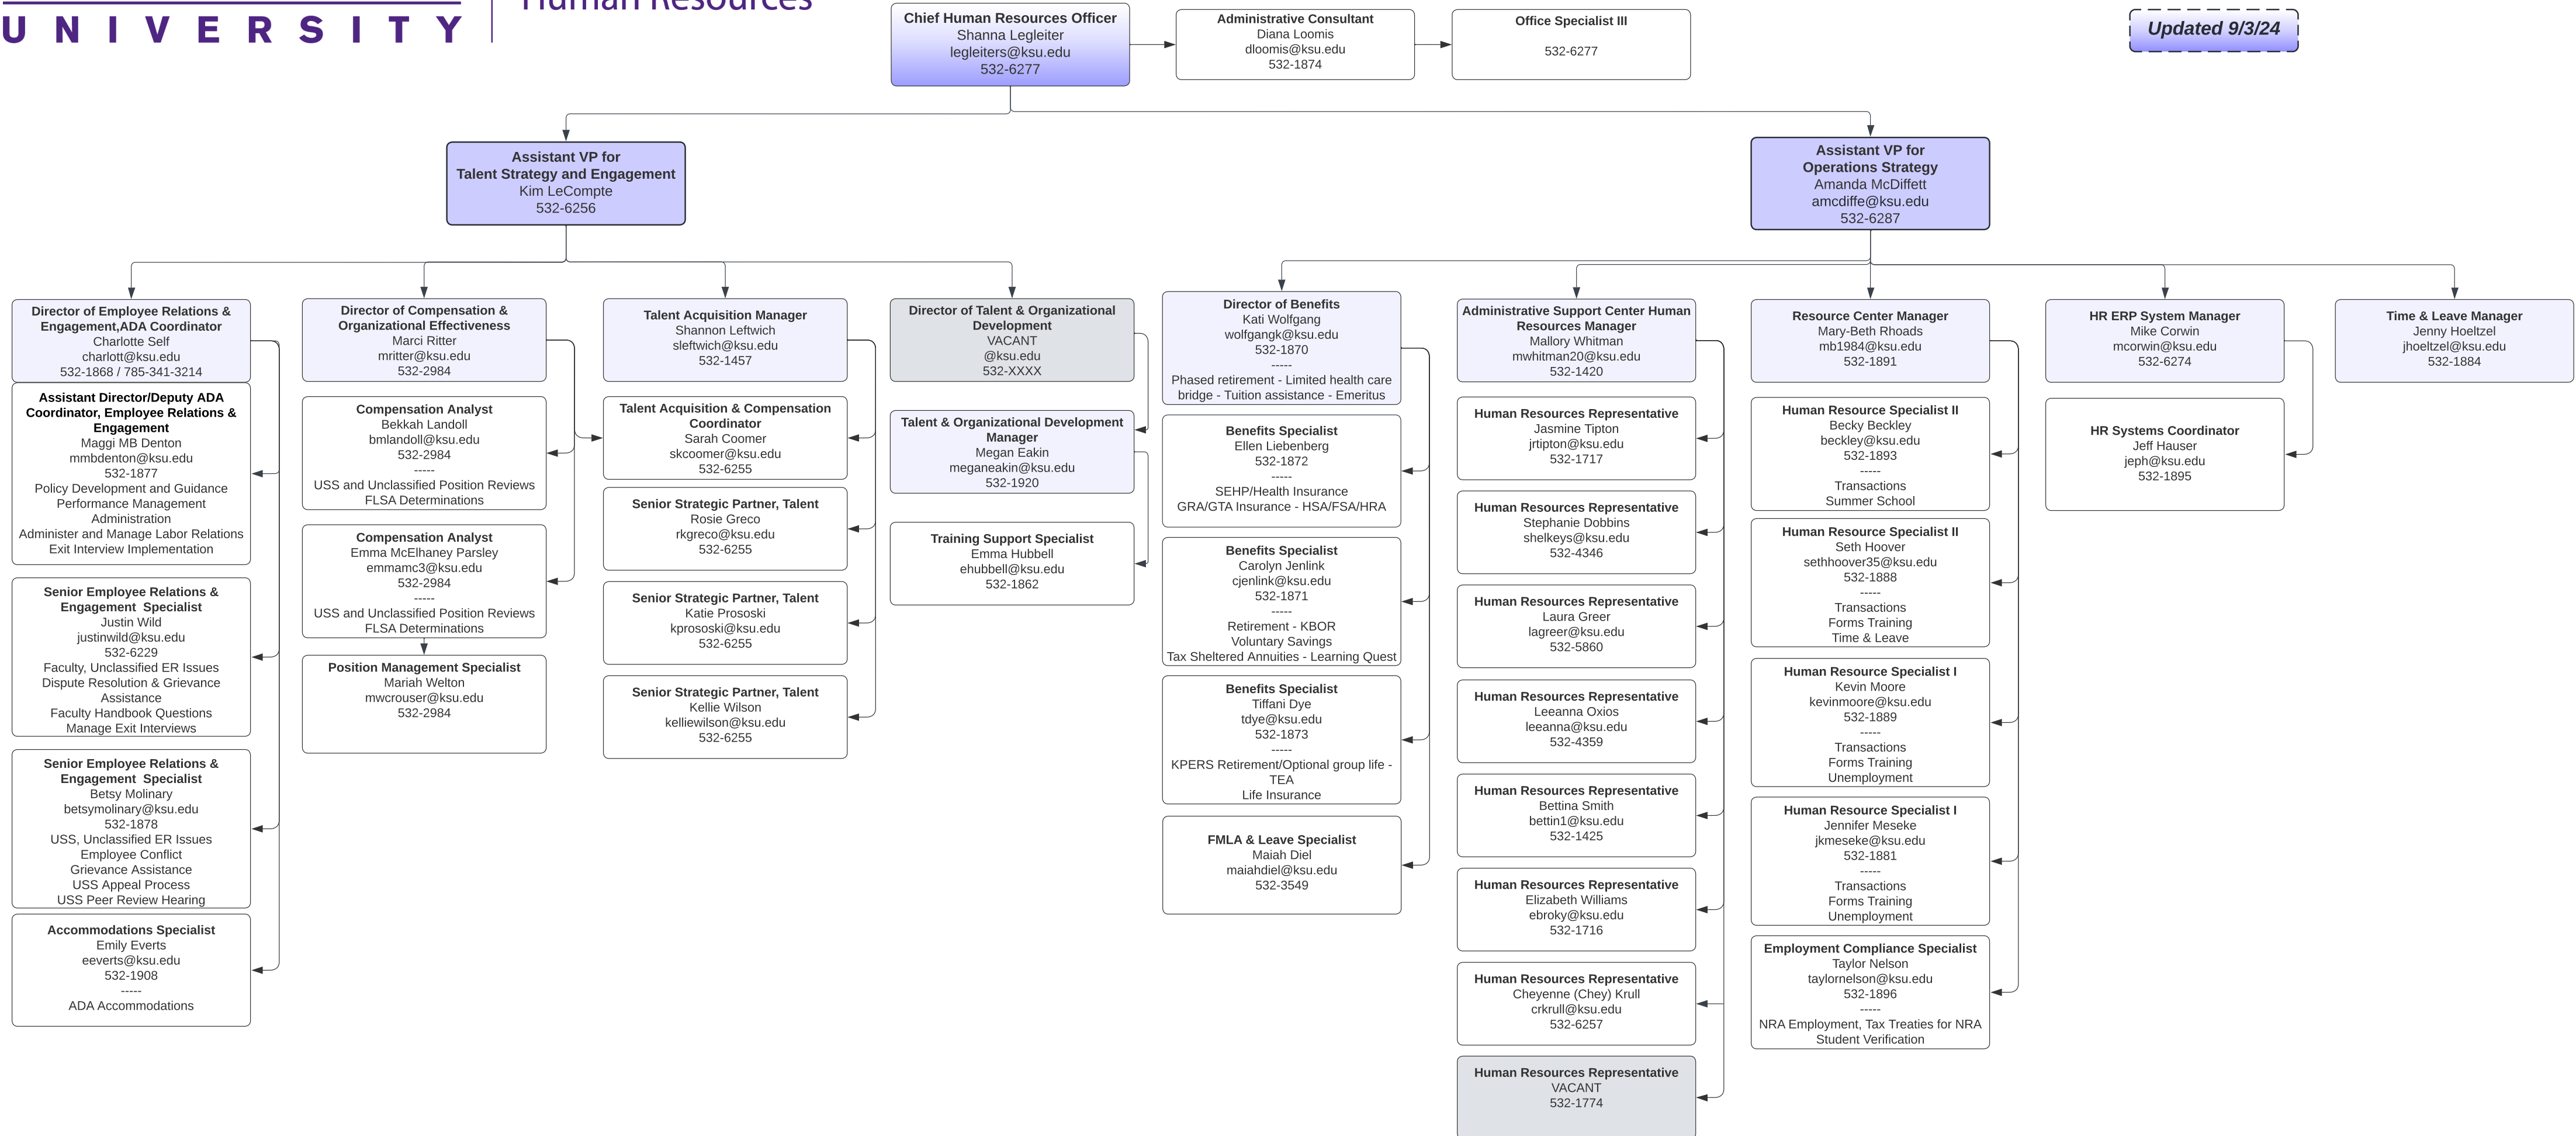 UNIVERSITY
Human Resources
Chief Human Resources Officer
Shanna Legleiter
legleiters@ksu.edu
532-6277
Administrative Consultant
Diana Loomis
dloomis@ksu.edu
532-1874
Office Specialist III
532-6277
Updated 9/3/24
Assistant VP for
Talent Strategy and Engagement
Kim LeCompte
532-6256
Assistant VP for
Operations Strategy
Amanda McDiffett
amcdiffe@ksu.edu
532-6287
Director of Employee Relations &
Engagement,ADA Coordinator
Charlotte Self
charlott@ksu.edu
532-1868 / 785-341-3214
Assistant Director/Deputy ADA
Coordinator, Employee Relations &
Engagement
Maggi MB Denton
mmbdenton@ksu.edu
532-1877
Policy Development and Guidance
Performance Management
Administration
Administer and Manage Labor Relations
Exit Interview Implementation
Senior Employee Relations &
Engagement  Specialist
Justin Wild
justinwild@ksu.edu
532-6229
Faculty, Unclassified ER Issues
Dispute Resolution & Grievance
Assistance
Faculty Handbook Questions
Manage Exit Interviews
Senior Employee Relations &
Engagement  Specialist
Betsy Molinary
betsymolinary@ksu.edu
532-1878
USS, Unclassified ER Issues
Employee Conflict
Grievance Assistance
USS Appeal Process
USS Peer Review Hearing
Accommodations Specialist
Emily Everts
eeverts@ksu.edu
532-1908
-----
ADA Accommodations
Director of Compensation &
Organizational Effectiveness
Marci Ritter
mritter@ksu.edu
532-2984
Compensation Analyst
Bekkah Landoll
bmlandoll@ksu.edu
532-2984
-----
USS and Unclassified Position Reviews
FLSA Determinations
Compensation Analyst
Emma McElhaney Parsley
emmamc3@ksu.edu
532-2984
-----
USS and Unclassified Position Reviews
FLSA Determinations
Position Management Specialist
Mariah Welton
mwcrouser@ksu.edu
532-2984
Talent Acquisition Manager
Shannon Leftwich
sleftwich@ksu.edu
532-1457
Talent Acquisition & Compensation
Coordinator
Sarah Coomer
skcoomer@ksu.edu
532-6255
Senior Strategic Partner, Talent
Rosie Greco
rkgreco@ksu.edu
532-6255
Senior Strategic Partner, Talent
Katie Prososki
kprososki@ksu.edu
532-6255
Senior Strategic Partner, Talent
Kellie Wilson
kelliewilson@ksu.edu
532-6255
Director of Talent & Organizational
Development
VACANT
@ksu.edu
532-XXXX
Talent & Organizational Development
Manager
Megan Eakin
meganeakin@ksu.edu
532-1920
Training Support Specialist
Emma Hubbell
ehubbell@ksu.edu
532-1862
Director of Benefits
Kati Wolfgang
wolfgangk@ksu.edu
532-1870
-----
Phased retirement - Limited health care
bridge - Tuition assistance - Emeritus
Benefits Specialist
Ellen Liebenberg
532-1872
-----
SEHP/Health Insurance
GRA/GTA Insurance - HSA/FSA/HRA
Benefits Specialist
Carolyn Jenlink
cjenlink@ksu.edu
532-1871
-----
Retirement - KBOR
Voluntary Savings
Tax Sheltered Annuities - Learning Quest
Benefits Specialist
Tiffani Dye
tdye@ksu.edu
532-1873
-----
KPERS Retirement/Optional group life -
TEA
Life Insurance
FMLA & Leave Specialist
Maiah Diel
maiahdiel@ksu.edu
532-3549
Administrative Support Center Human
Resources Manager
Mallory Whitman
mwhitman20@ksu.edu
532-1420
Human Resources Representative
Jasmine Tipton
jrtipton@ksu.edu
532-1717
Human Resources Representative
Stephanie Dobbins
shelkeys@ksu.edu
532-4346
Human Resources Representative
Laura Greer
lagreer@ksu.edu
532-5860
Human Resources Representative
Leeanna Oxios
leeanna@ksu.edu
532-4359
Human Resources Representative
Bettina Smith
bettin1@ksu.edu
532-1425
Human Resources Representative
Elizabeth Williams
ebroky@ksu.edu
532-1716
Human Resources Representative
Cheyenne (Chey) Krull
crkrull@ksu.edu
532-6257
Human Resources Representative
VACANT
532-1774
Resource Center Manager
Mary-Beth Rhoads
mb1984@ksu.edu
532-1891
Human Resource Specialist II
Becky Beckley
beckley@ksu.edu
532-1893
-----
Transactions
Summer School
Human Resource Specialist II
Seth Hoover
sethhoover35@ksu.edu
532-1888
-----
Transactions
Forms Training
Time & Leave
Human Resource Specialist I
Kevin Moore
kevinmoore@ksu.edu
532-1889
-----
Transactions
Forms Training
Unemployment
Human Resource Specialist I
Jennifer Meseke
jkmeseke@ksu.edu
532-1881
-----
Transactions
Forms Training
Unemployment
Employment Compliance Specialist
Taylor Nelson
taylornelson@ksu.edu
532-1896
-----
NRA Employment, Tax Treaties for NRA
Student Verification
HR ERP System Manager
Mike Corwin
mcorwin@ksu.edu
532-6274
HR Systems Coordinator
Jeff Hauser
jeph@ksu.edu
532-1895
Time & Leave Manager
Jenny Hoeltzel
jhoeltzel@ksu.edu
532-1884